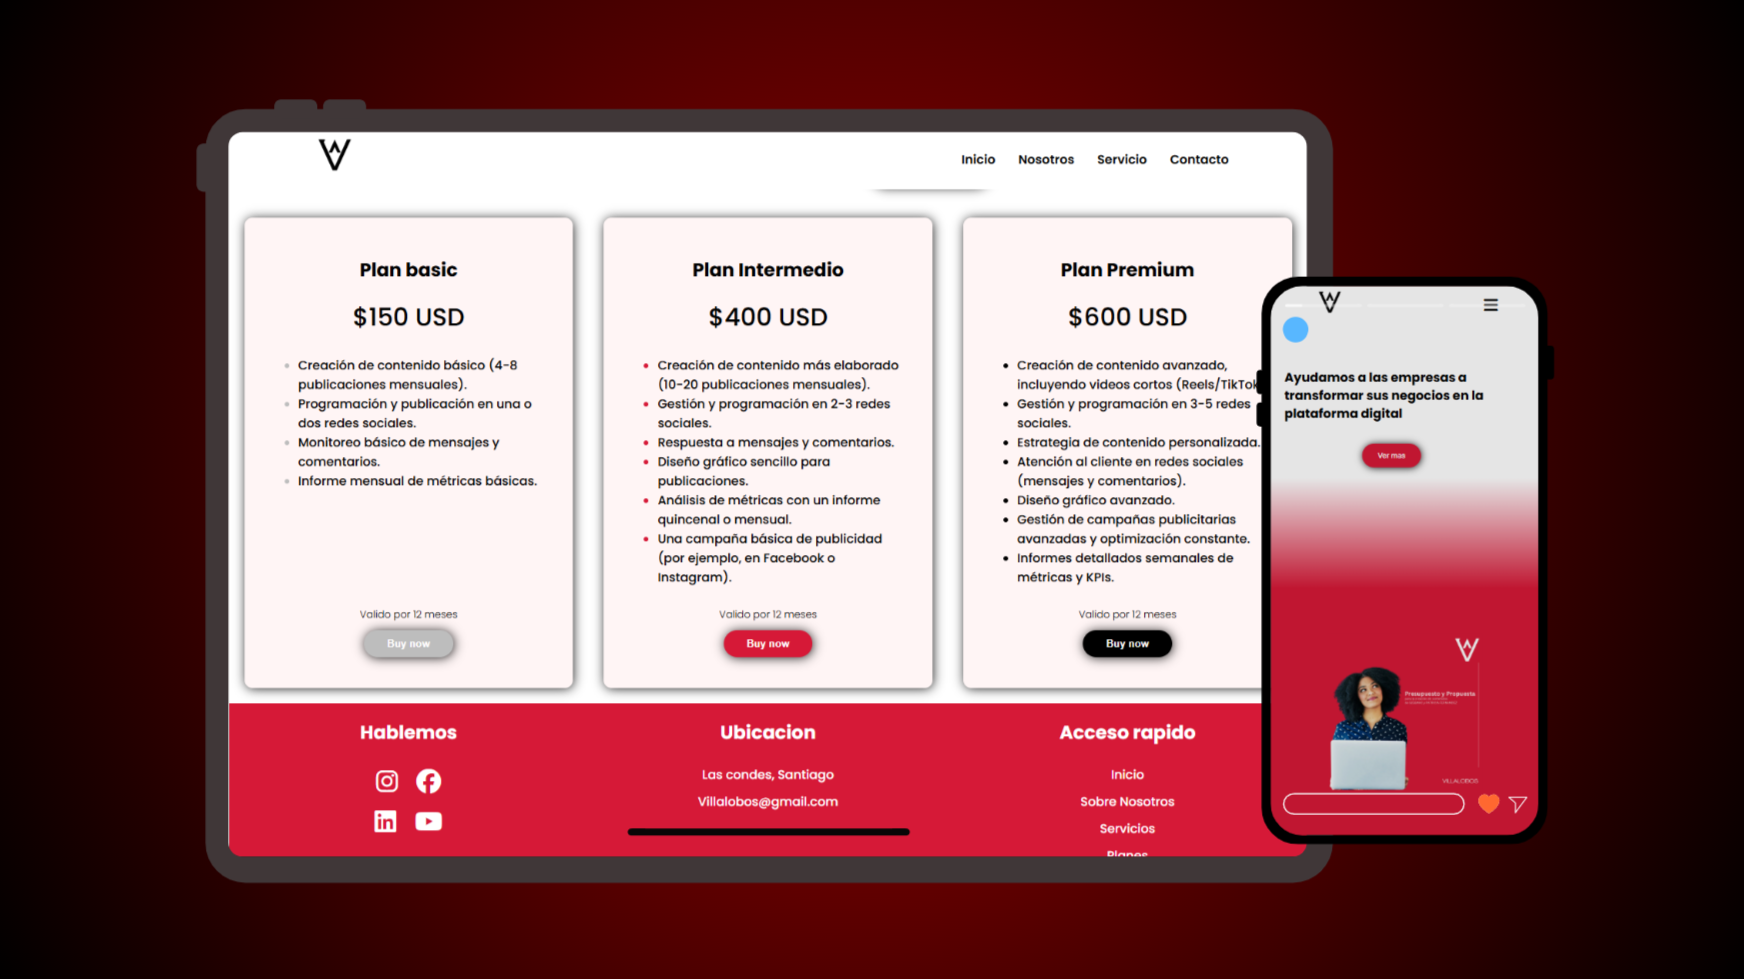 Inicio Nosotros Servicio Contacto
Plan basic
$150 USD
Creación de contenido básico (4-8
publicaciones mensuales).
Programación y publicación en una o
dos redes sociales.
Monitoreo básico de mensajes y
comentarios.
Informe mensual de métricas básicas.
Valido por 12 meses
Buy now
Plan Intermedio
$400 USD
Creación de contenido más elaborado
(10-20 publicaciones mensuales).
Gestión y programación en 2-3 redes
sociales.
Respuesta a mensajes y comentarios.
Diseño gráfico sencillo para
publicaciones.
Análisis de métricas con un informe
quincenal o mensual.
Una campaña básica de publicidad
(por ejemplo, en Facebook o
Instagram).
Valido por 12 meses
Buy now
Plan Premium
$600 USD
Creación de contenido avanzado,
incluyendo videos cortos (Reels/TikTok
Gestión y programación en 3-5 redes
sociales.
Estrategia de contenido personalizada.
Atención al cliente en redes sociales
(mensajes y comentarios).
Diseño gráfico avanzado.
Gestión de campañas publicitarias
avanzadas y optimización constante.
Informes detallados semanales de
métricas y KPIs.
Valido por 12 meses
Buy now
Hablemos
Ubicacion
Las condes, Santiago
Villalobos@gmail.com
Acceso rapido
Inicio
Sobre Nosotros
Servicios
Planes
Ayudamos a las empresas a
transformar sus negocios en la
plataforma digital
Ver mas
Presupuesto y Propuesta
VILLALOBOS